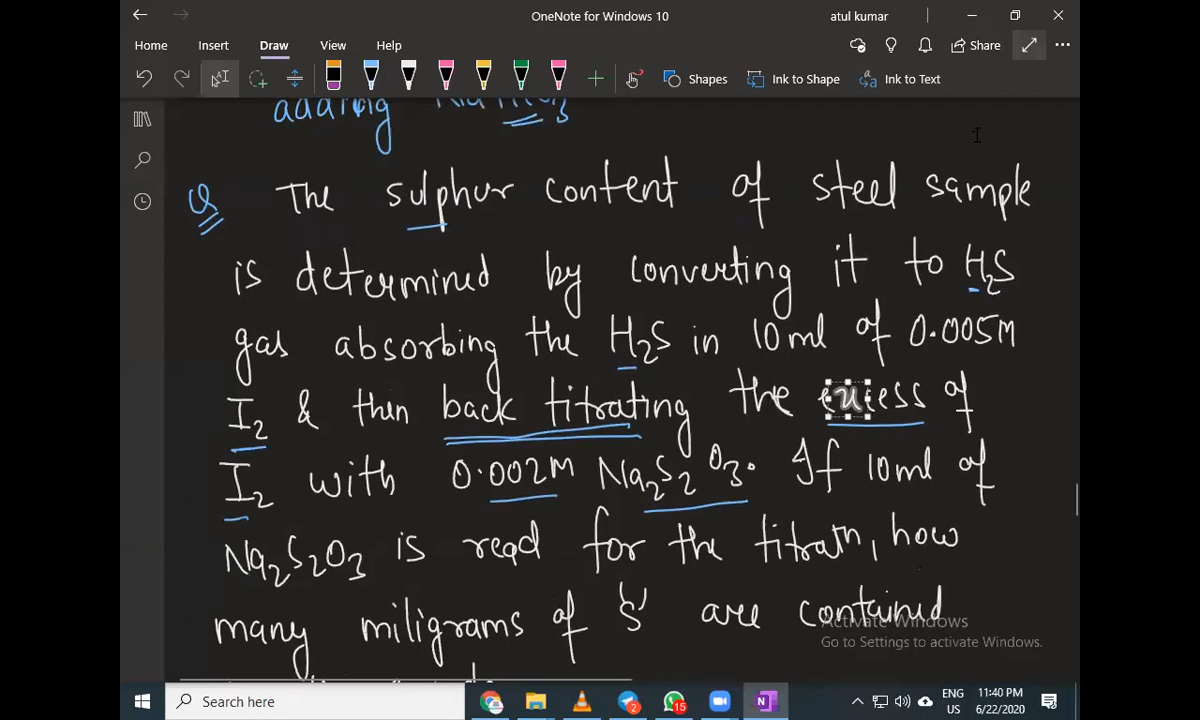 OneNote for Windows 10
atul kumar
Home Insert Draw View Help
Share
Shapes
Ink to Shape
Ink to Text
adding
Q The sulphur content of steel sample
is determined by converting it to H2S
gas absorbing the H2S in 10ml of 0.005M
I2 & then back titrating the excess of
I2 with 0.002M Na2S2O3. If 10ml of
Na2S2O3 is reqd for the titratn, how
many miligrams of 'S' are contained
Activate Windows
Go to Settings to activate Windows.
Search here
2
15
ENG
US
11:40 PM
6/22/2020